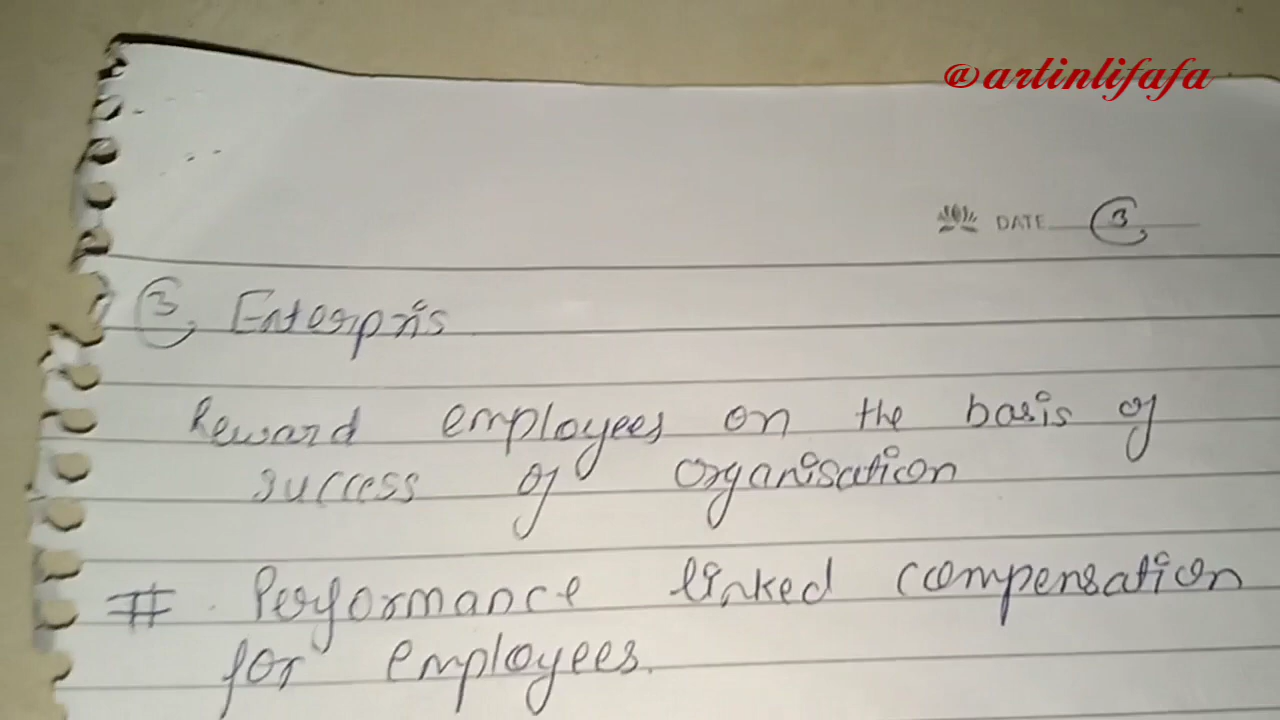 @artinlifafa
DATE 3
3, Enterpris
Reward employees on the basis of
success of organisation
# Performance linked compensation
for employees.